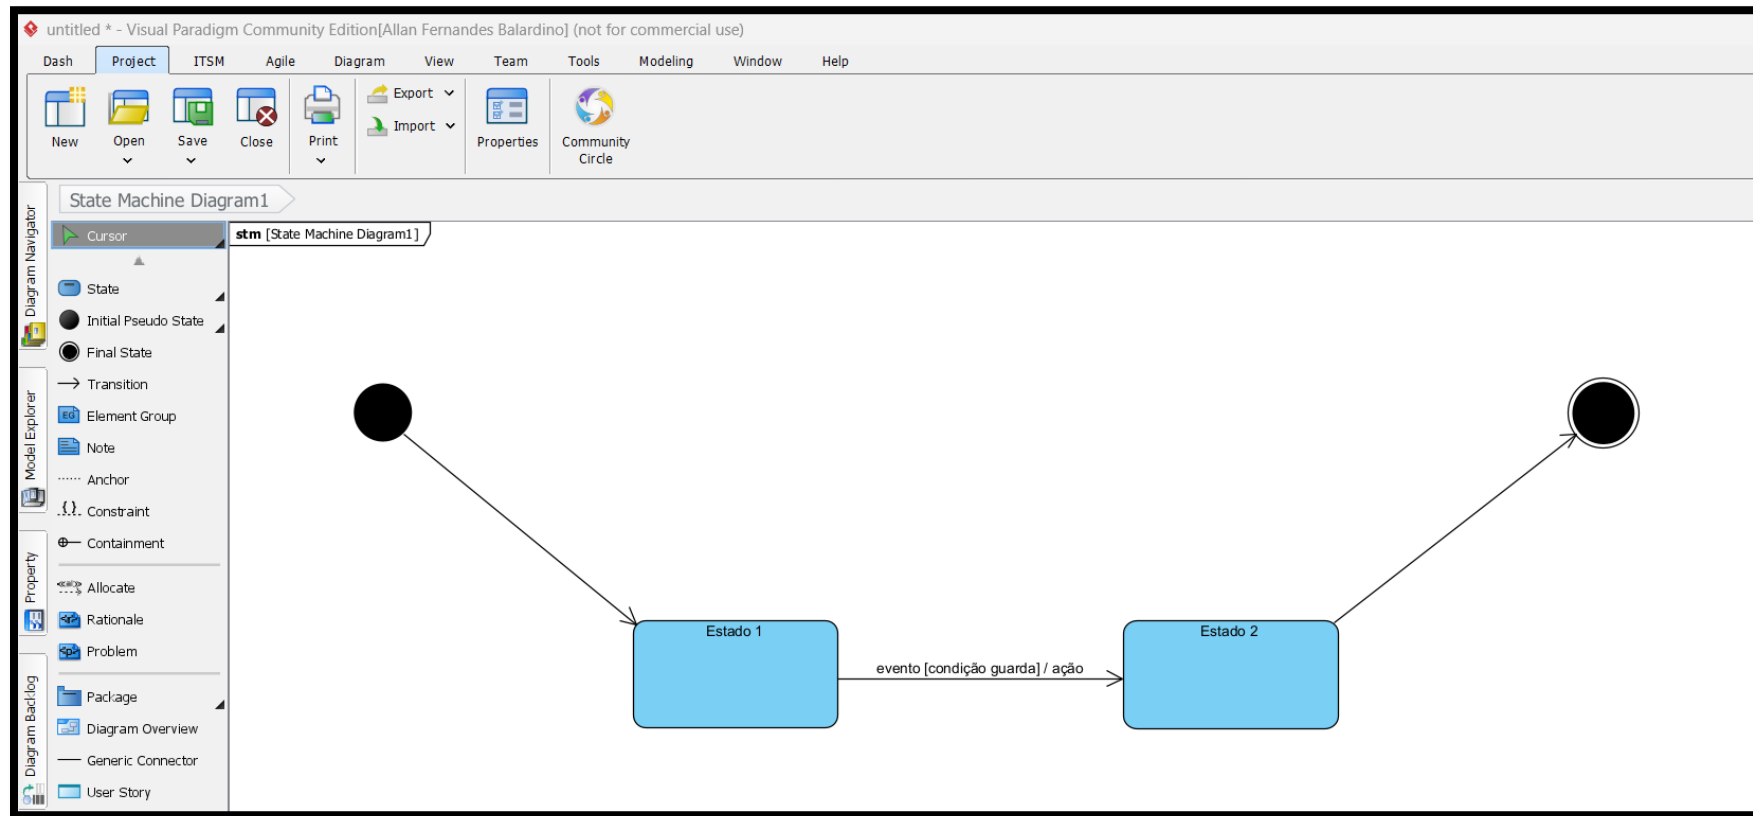 untitled * - Visual Paradigm Community Edition[Allan Fernandes Balardino] (not for commercial use)
Dash Project ITSM Agile Diagram View Team Tools Modeling Window Help
New
Open
Save
Close
Print
Export
Import
Properties
Community
Circle
Diagram Navigator
Model Explorer
Property
Diagram Backlog
State Machine Diagram1
Cursor
State
Initial Pseudo State
Final State
Transition
EG Element Group
Note
Anchor
{ } Constraint
Containment
Allocate
<r> Rationale
<p> Problem
Package
Diagram Overview
Generic Connector
User Story
stm [State Machine Diagram1]
Estado 1
evento [condição guarda] / ação
Estado 2